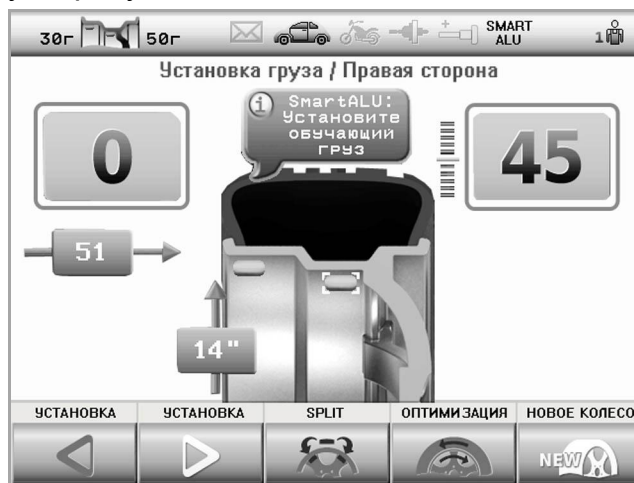 30г 50г SMART ALU 1
Установка груза / Правая сторона
SmartALU:
Установите
обучающий
груз
0
45
51
14"
УСТАНОВКА УСТАНОВКА SPLIT ОПТИМИЗАЦИЯ НОВОЕ КОЛЕСО
NEW